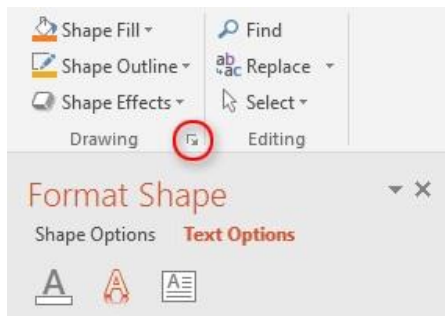 Shape Fill Find
Shape Outline Replace
Shape Effects Select
Drawing Editing
Format Shape
Shape Options Text Options